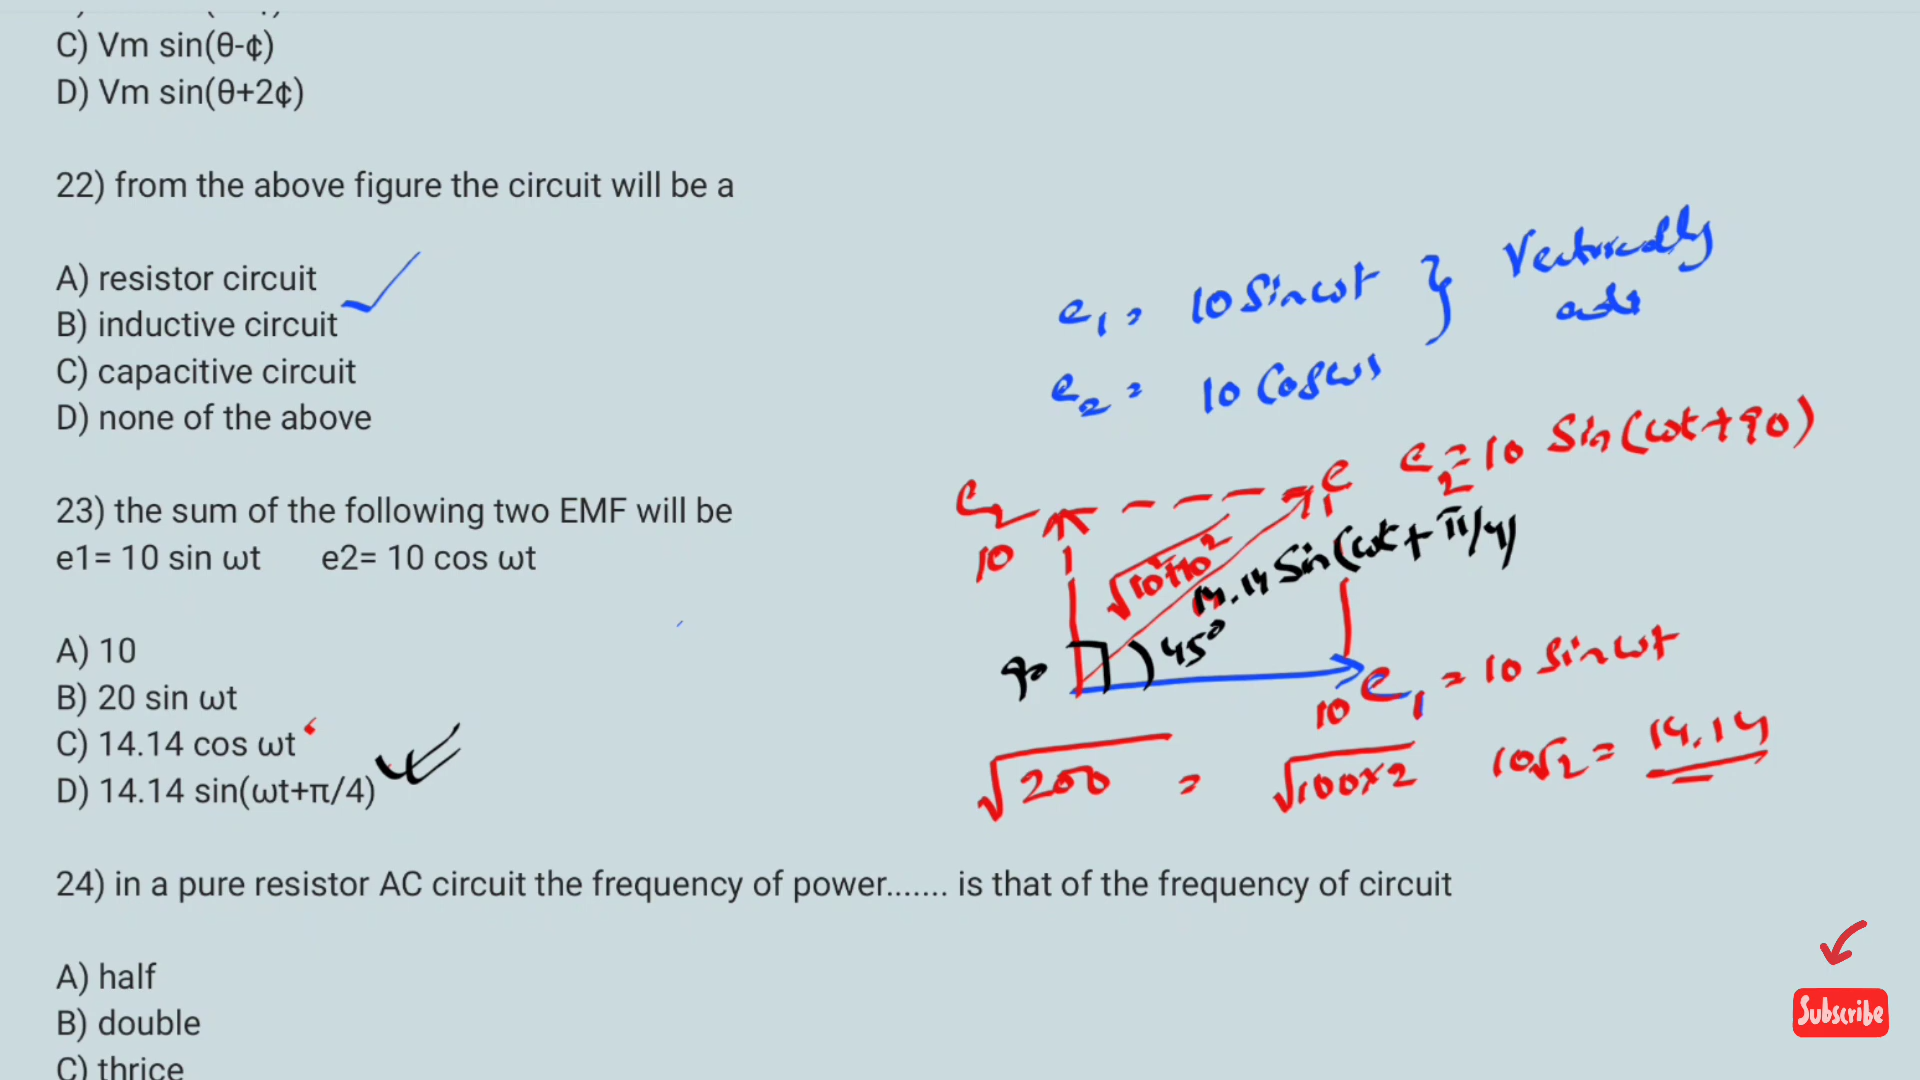 C) Vm sin(θ-¢)
D) Vm sin(θ+2¢)
22) from the above figure the circuit will be a
A) resistor circuit
B) inductive circuit
C) capacitive circuit
D) none of the above
23) the sum of the following two EMF will be
e1= 10 sin ωt e2= 10 cos ωt
A) 10
B) 20 sin ωt
C) 14.14 cos ωt
D) 14.14 sin(ωt+π/4)
24) in a pure resistor AC circuit the frequency of power....... is that of the frequency of circuit
A) half
B) double
C) thrice
e₁ = 10 Sin ωt }
e₂ = 10 Cos
e₂ = 10 Sin(ωt+90)
e₂
e
10
√10²+10²
14.14 Sin(ωt + π/4)
90
45°
10
e₁ = 10 Sin ωt
√200 = √100×2 10√2 = 14.14
Subscribe